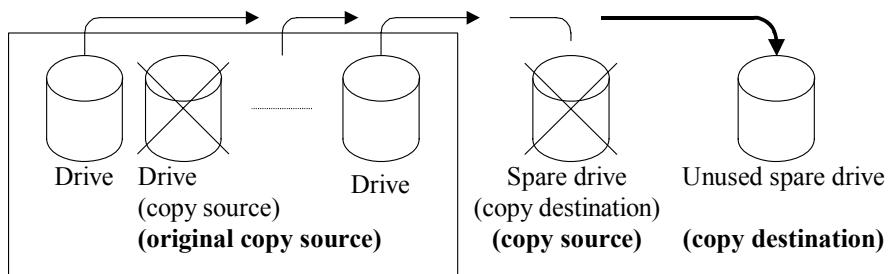 Drive
Drive
(copy source)
(original copy source)
Drive
Spare drive
(copy destination)
(copy source)
Unused spare drive
(copy destination)